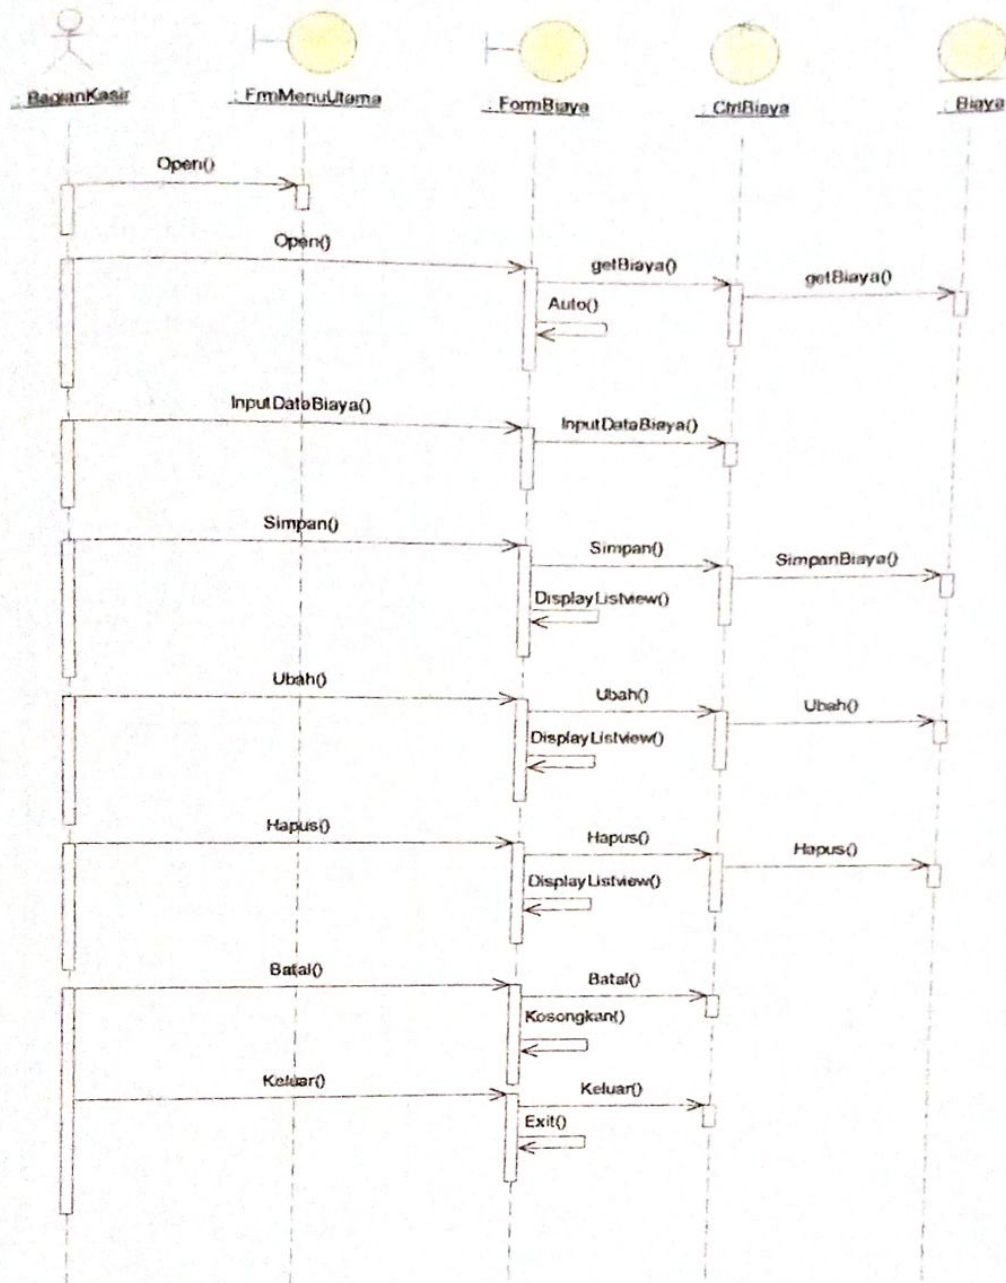 : BagianKasir
: FrmMenuUtama
: FormBiaya
: CtrlBiaya
: Biaya
Open()
Open()
getBiaya()
getBiaya()
Auto()
InputDataBiaya()
InputDataBiaya()
Simpan()
Simpan()
SimpanBiaya()
DisplayListview()
Ubah()
Ubah()
Ubah()
DisplayListview()
Hapus()
Hapus()
Hapus()
DisplayListview()
Batal()
Batal()
Kosongkan()
Keluar()
Keluar()
Exit()